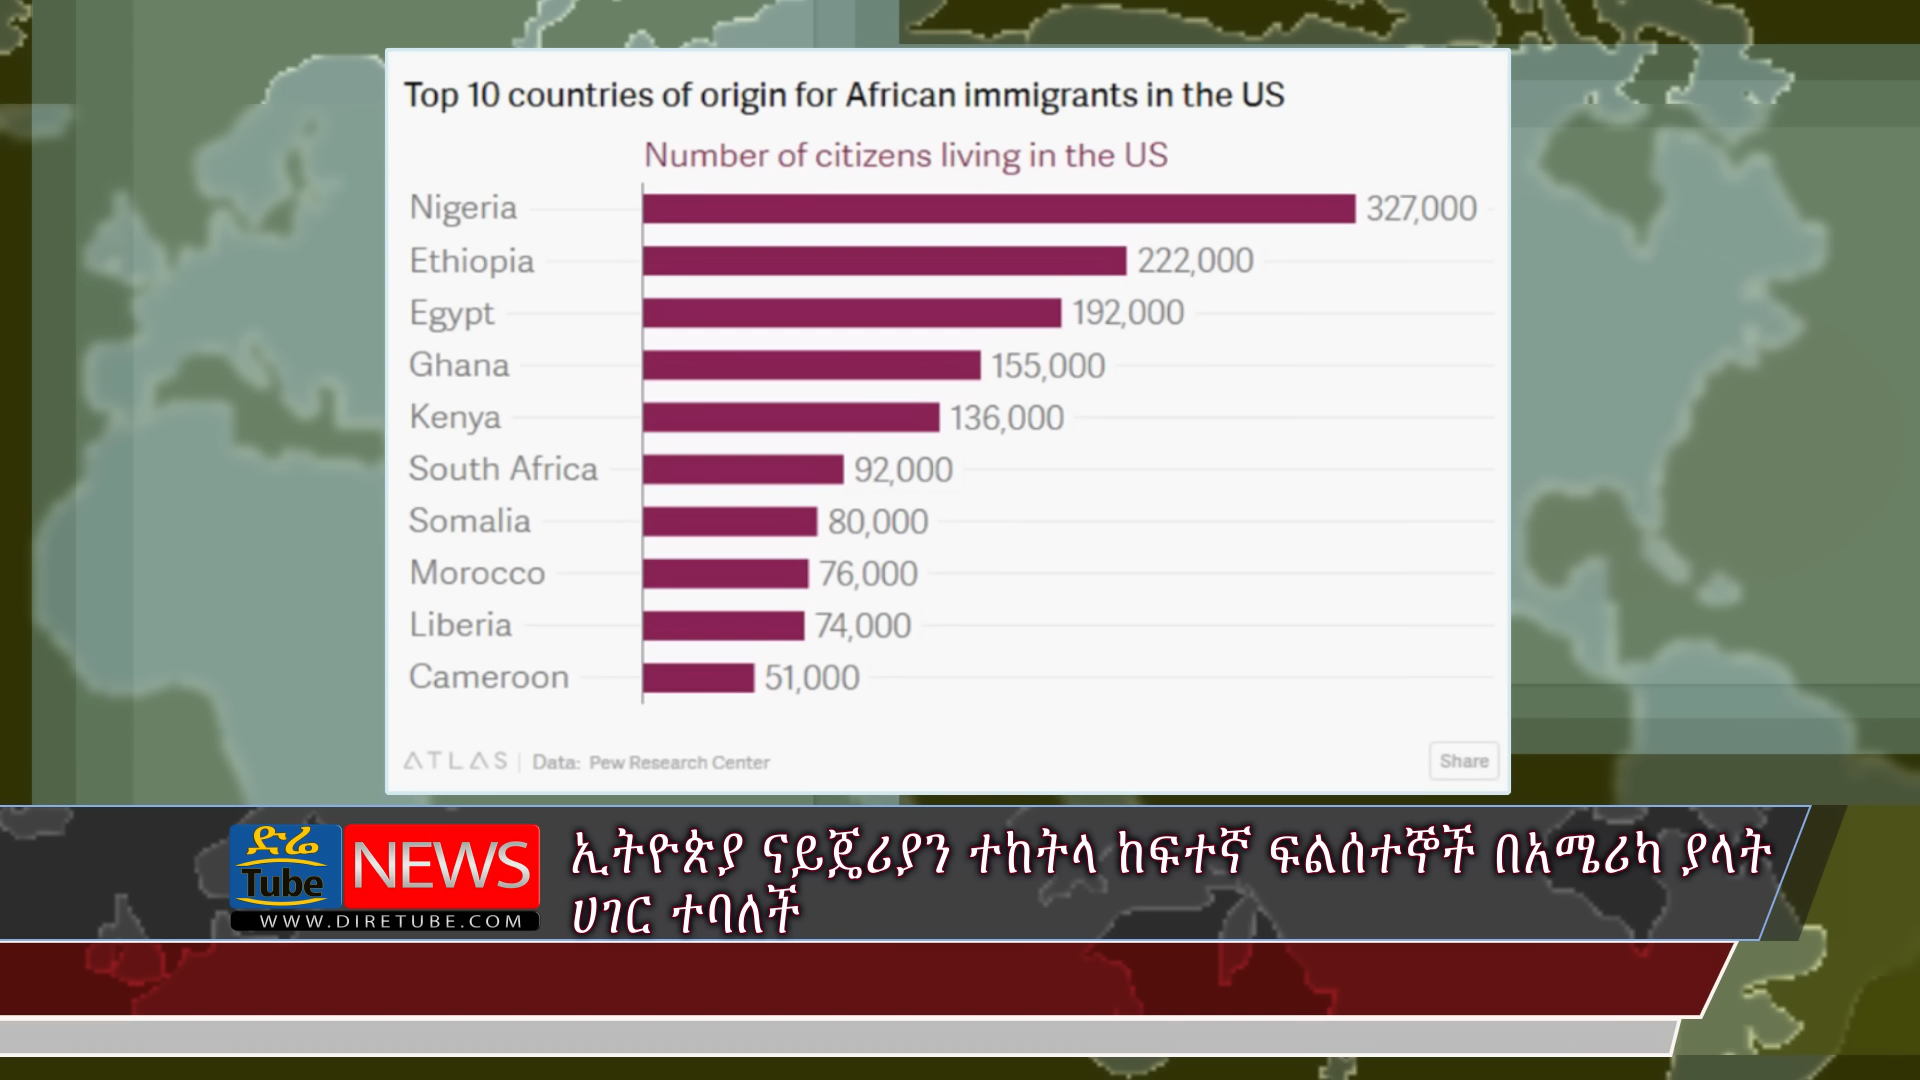 Top 10 countries of origin for African immigrants in the US
Number of citizens living in the US
Nigeria 327,000
Ethiopia 222,000
Egypt 192,000
Ghana 155,000
Kenya 136,000
South Africa 92,000
Somalia 80,000
Morocco 76,000
Liberia 74,000
Cameroon 51,000
ATLAS | Data: Pew Research Center
Share
ድሬ
Tube
NEWS
WWW.DIRETUBE.COM
ኢትዮጵያ ናይጄሪያን ተከትላ ከፍተኛ ፍልሰተኞች በአሜሪካ ያላት
ሀገር ተባለች